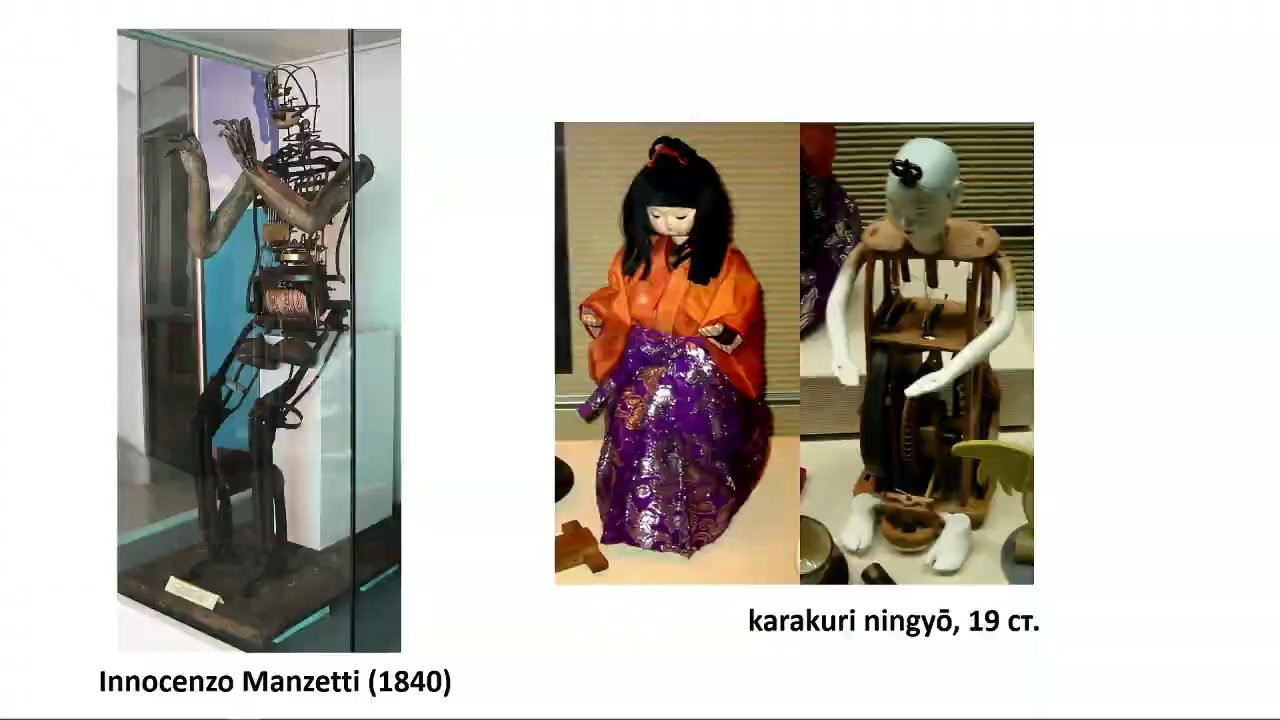 Innocenzo Manzetti (1840)
karakuri ningyō, 19 ст.